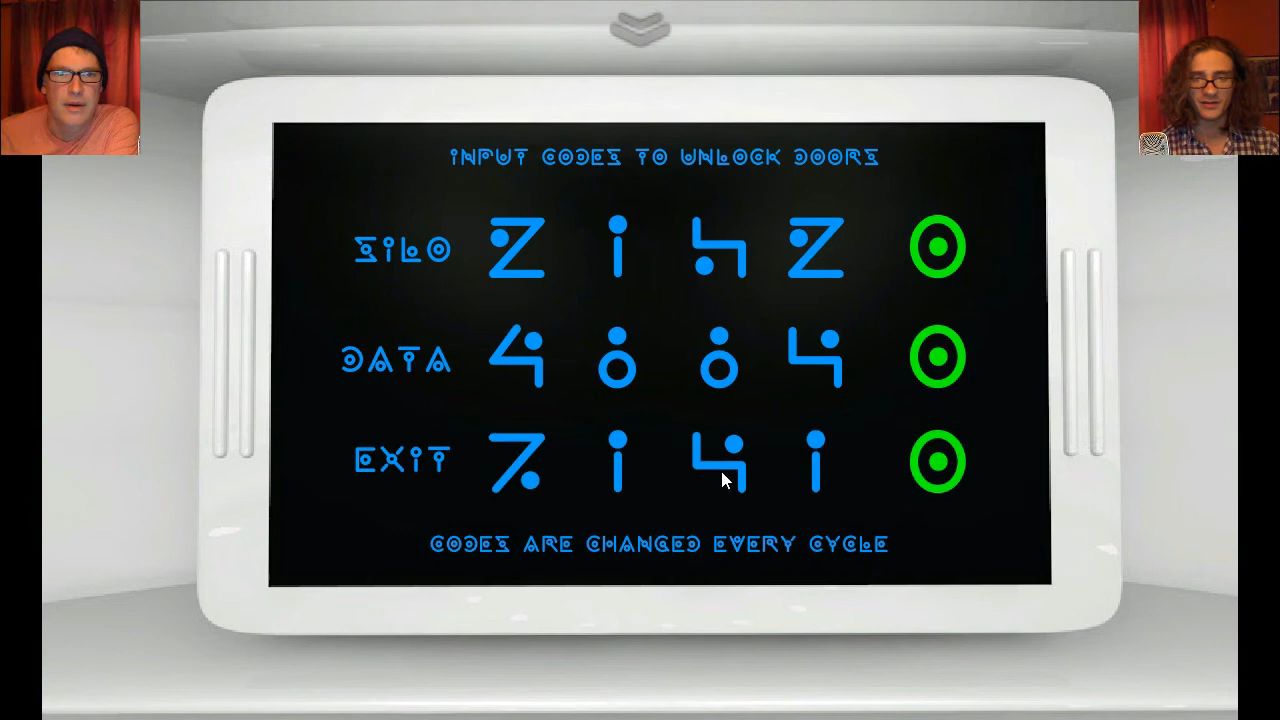 INPUT CODES TO UNLOCK DOORS
SILO
DATA
EXIT
CODES ARE CHANGED EVERY CYCLE